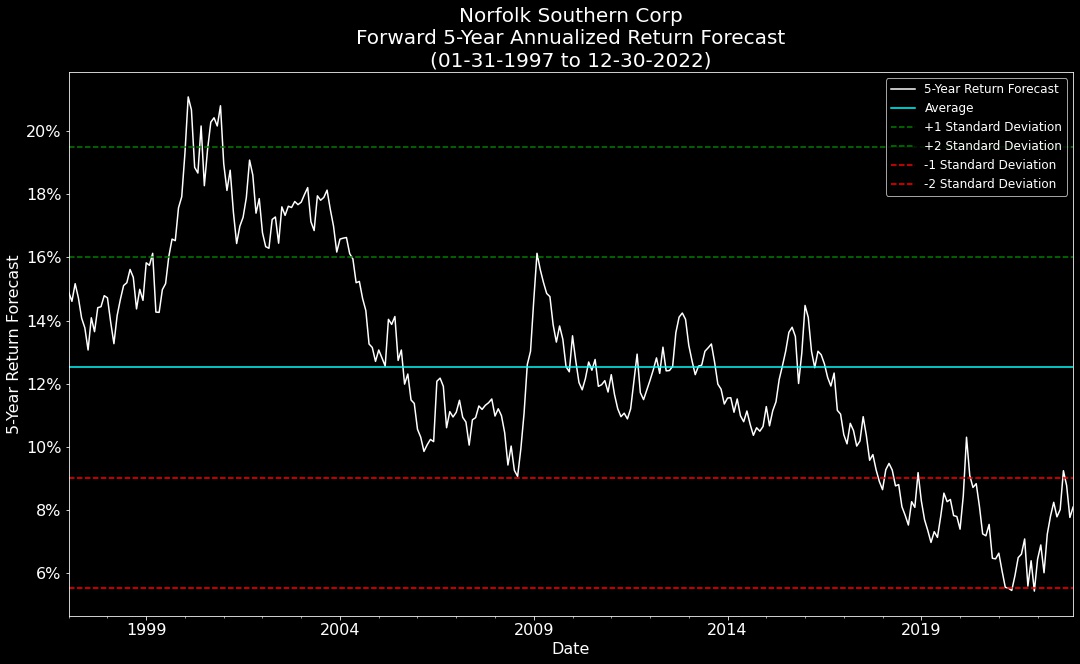 Norfolk Southern Corp
Forward 5-Year Annualized Return Forecast
(01-31-1997 to 12-30-2022)
5-Year Return Forecast
Average
+1 Standard Deviation
+2 Standard Deviation
-1 Standard Deviation
-2 Standard Deviation
5-Year Return Forecast
20%
18%
16%
14%
12%
10%
8%
6%
1999
2004
2009
2014
2019
Date